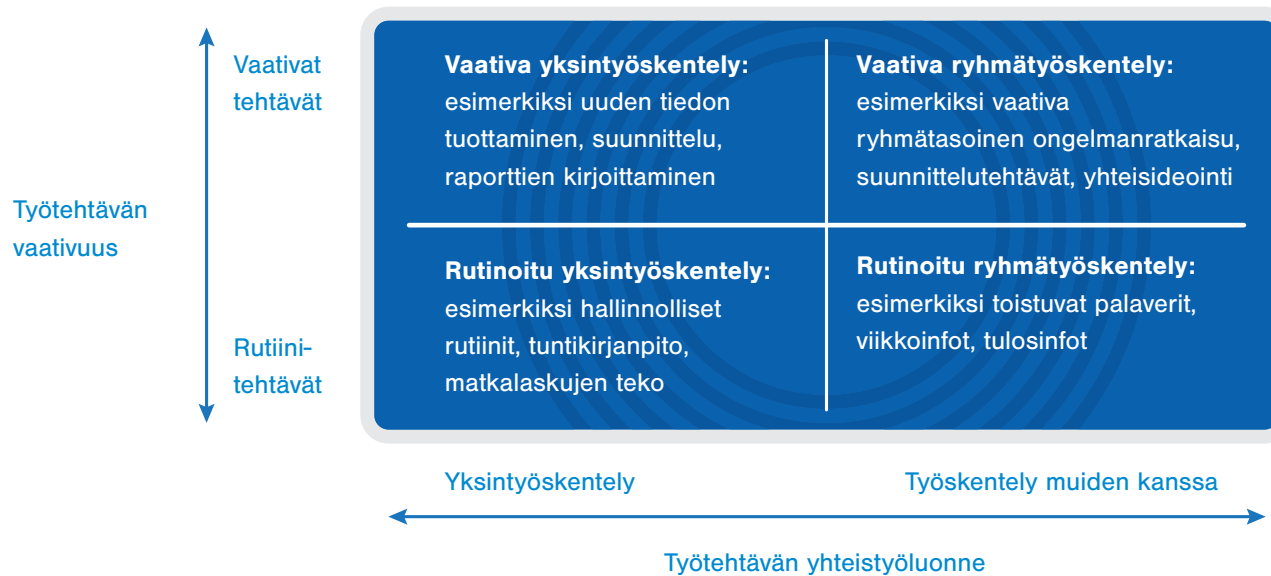 Työtehtävän
vaativuus
Vaativat
tehtävät
Rutiini-
tehtävät
Vaativa yksintyöskentely:
esimerkiksi uuden tiedon
tuottaminen, suunnittelu,
raporttien kirjoittaminen
Vaativa ryhmätyöskentely:
esimerkiksi vaativa
ryhmätasoinen ongelmanratkaisu,
suunnittelutehtävät, yhteisideointi
Rutinoitu yksintyöskentely:
esimerkiksi hallinnolliset
rutiinit, tuntikirjanpito,
matkalaskujen teko
Rutinoitu ryhmätyöskentely:
esimerkiksi toistuvat palaverit,
viikkoinfot, tulosinfot
Yksintyöskentely
Työskentely muiden kanssa
Työtehtävän yhteistyöluonne